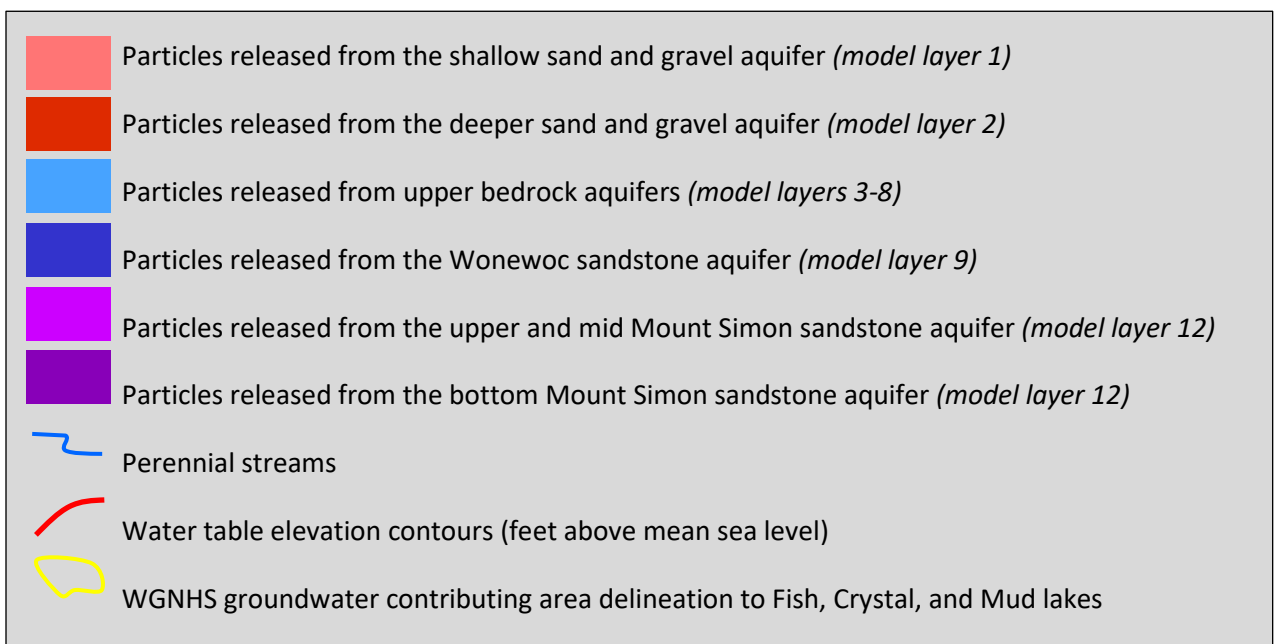 Particles released from the shallow sand and gravel aquifer (model layer 1)
Particles released from the deeper sand and gravel aquifer (model layer 2)
Particles released from upper bedrock aquifers (model layers 3-8)
Particles released from the Wonewoc sandstone aquifer (model layer 9)
Particles released from the upper and mid Mount Simon sandstone aquifer (model layer 12)
Particles released from the bottom Mount Simon sandstone aquifer (model layer 12)
Perennial streams
Water table elevation contours (feet above mean sea level)
WGNHS groundwater contributing area delineation to Fish, Crystal, and Mud lakes